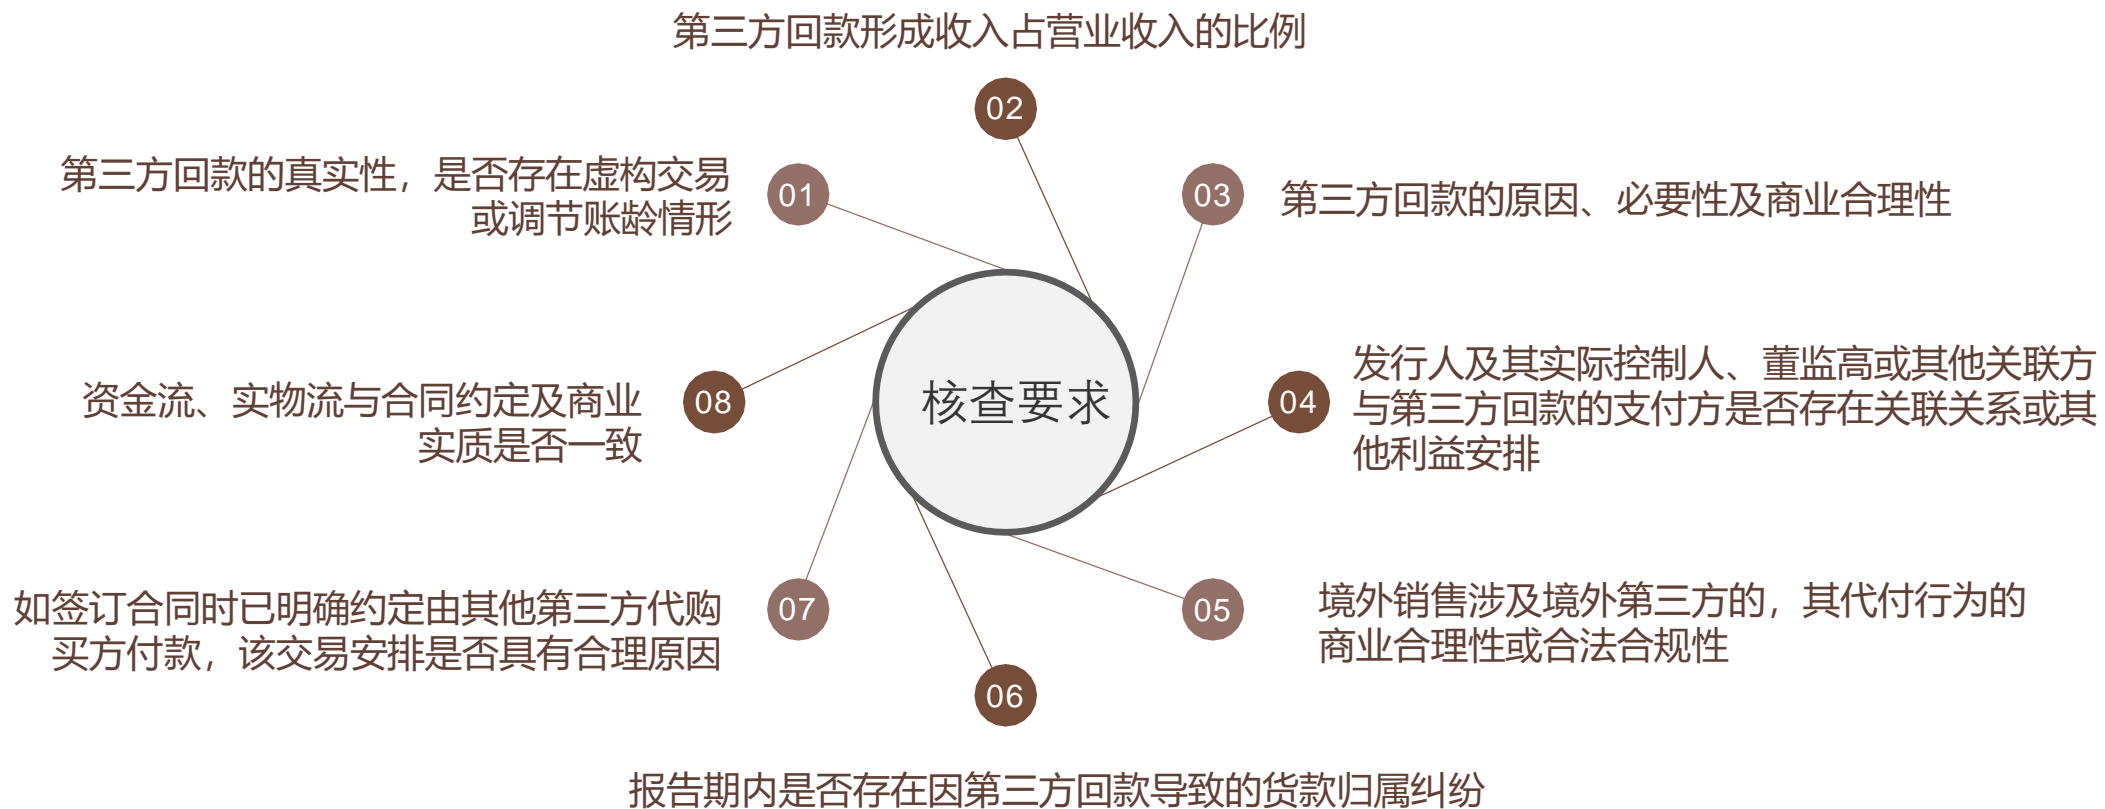 第三方回款形成收入占营业收入的比例
02
第三方回款的真实性，是否存在虚构交易
或调节账龄情形
01
03
第三方回款的原因、必要性及商业合理性
资金流、实物流与合同约定及商业
实质是否一致
08
核查要求
04
发行人及其实际控制人、董监高或其他关联方
与第三方回款的支付方是否存在关联关系或其
他利益安排
如签订合同时已明确约定由其他第三方代购
买方付款，该交易安排是否具有合理原因
07
05
境外销售涉及境外第三方的，其代付行为的
商业合理性或合法合规性
06
报告期内是否存在因第三方回款导致的货款归属纠纷